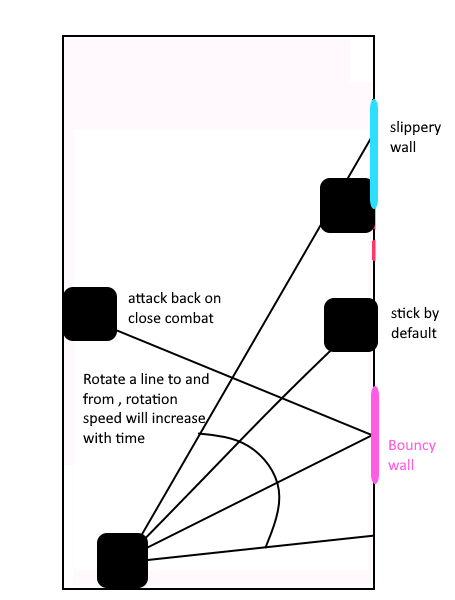 slippery
wall
attack back on
close combat
stick by
default
Rotate a line to and
from , rotation
speed will increase
with time
Bouncy
wall